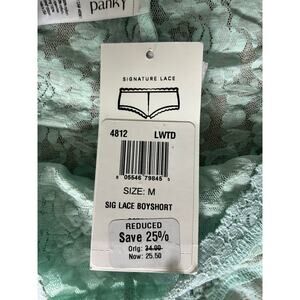 panky
SIGNATURE LACE
4812 LWTD
8 05546 79845 5
SIZE: M
SIG LACE BOYSHORT
REDUCED
Save 25%
Orig: 34.00
Now: 25.50